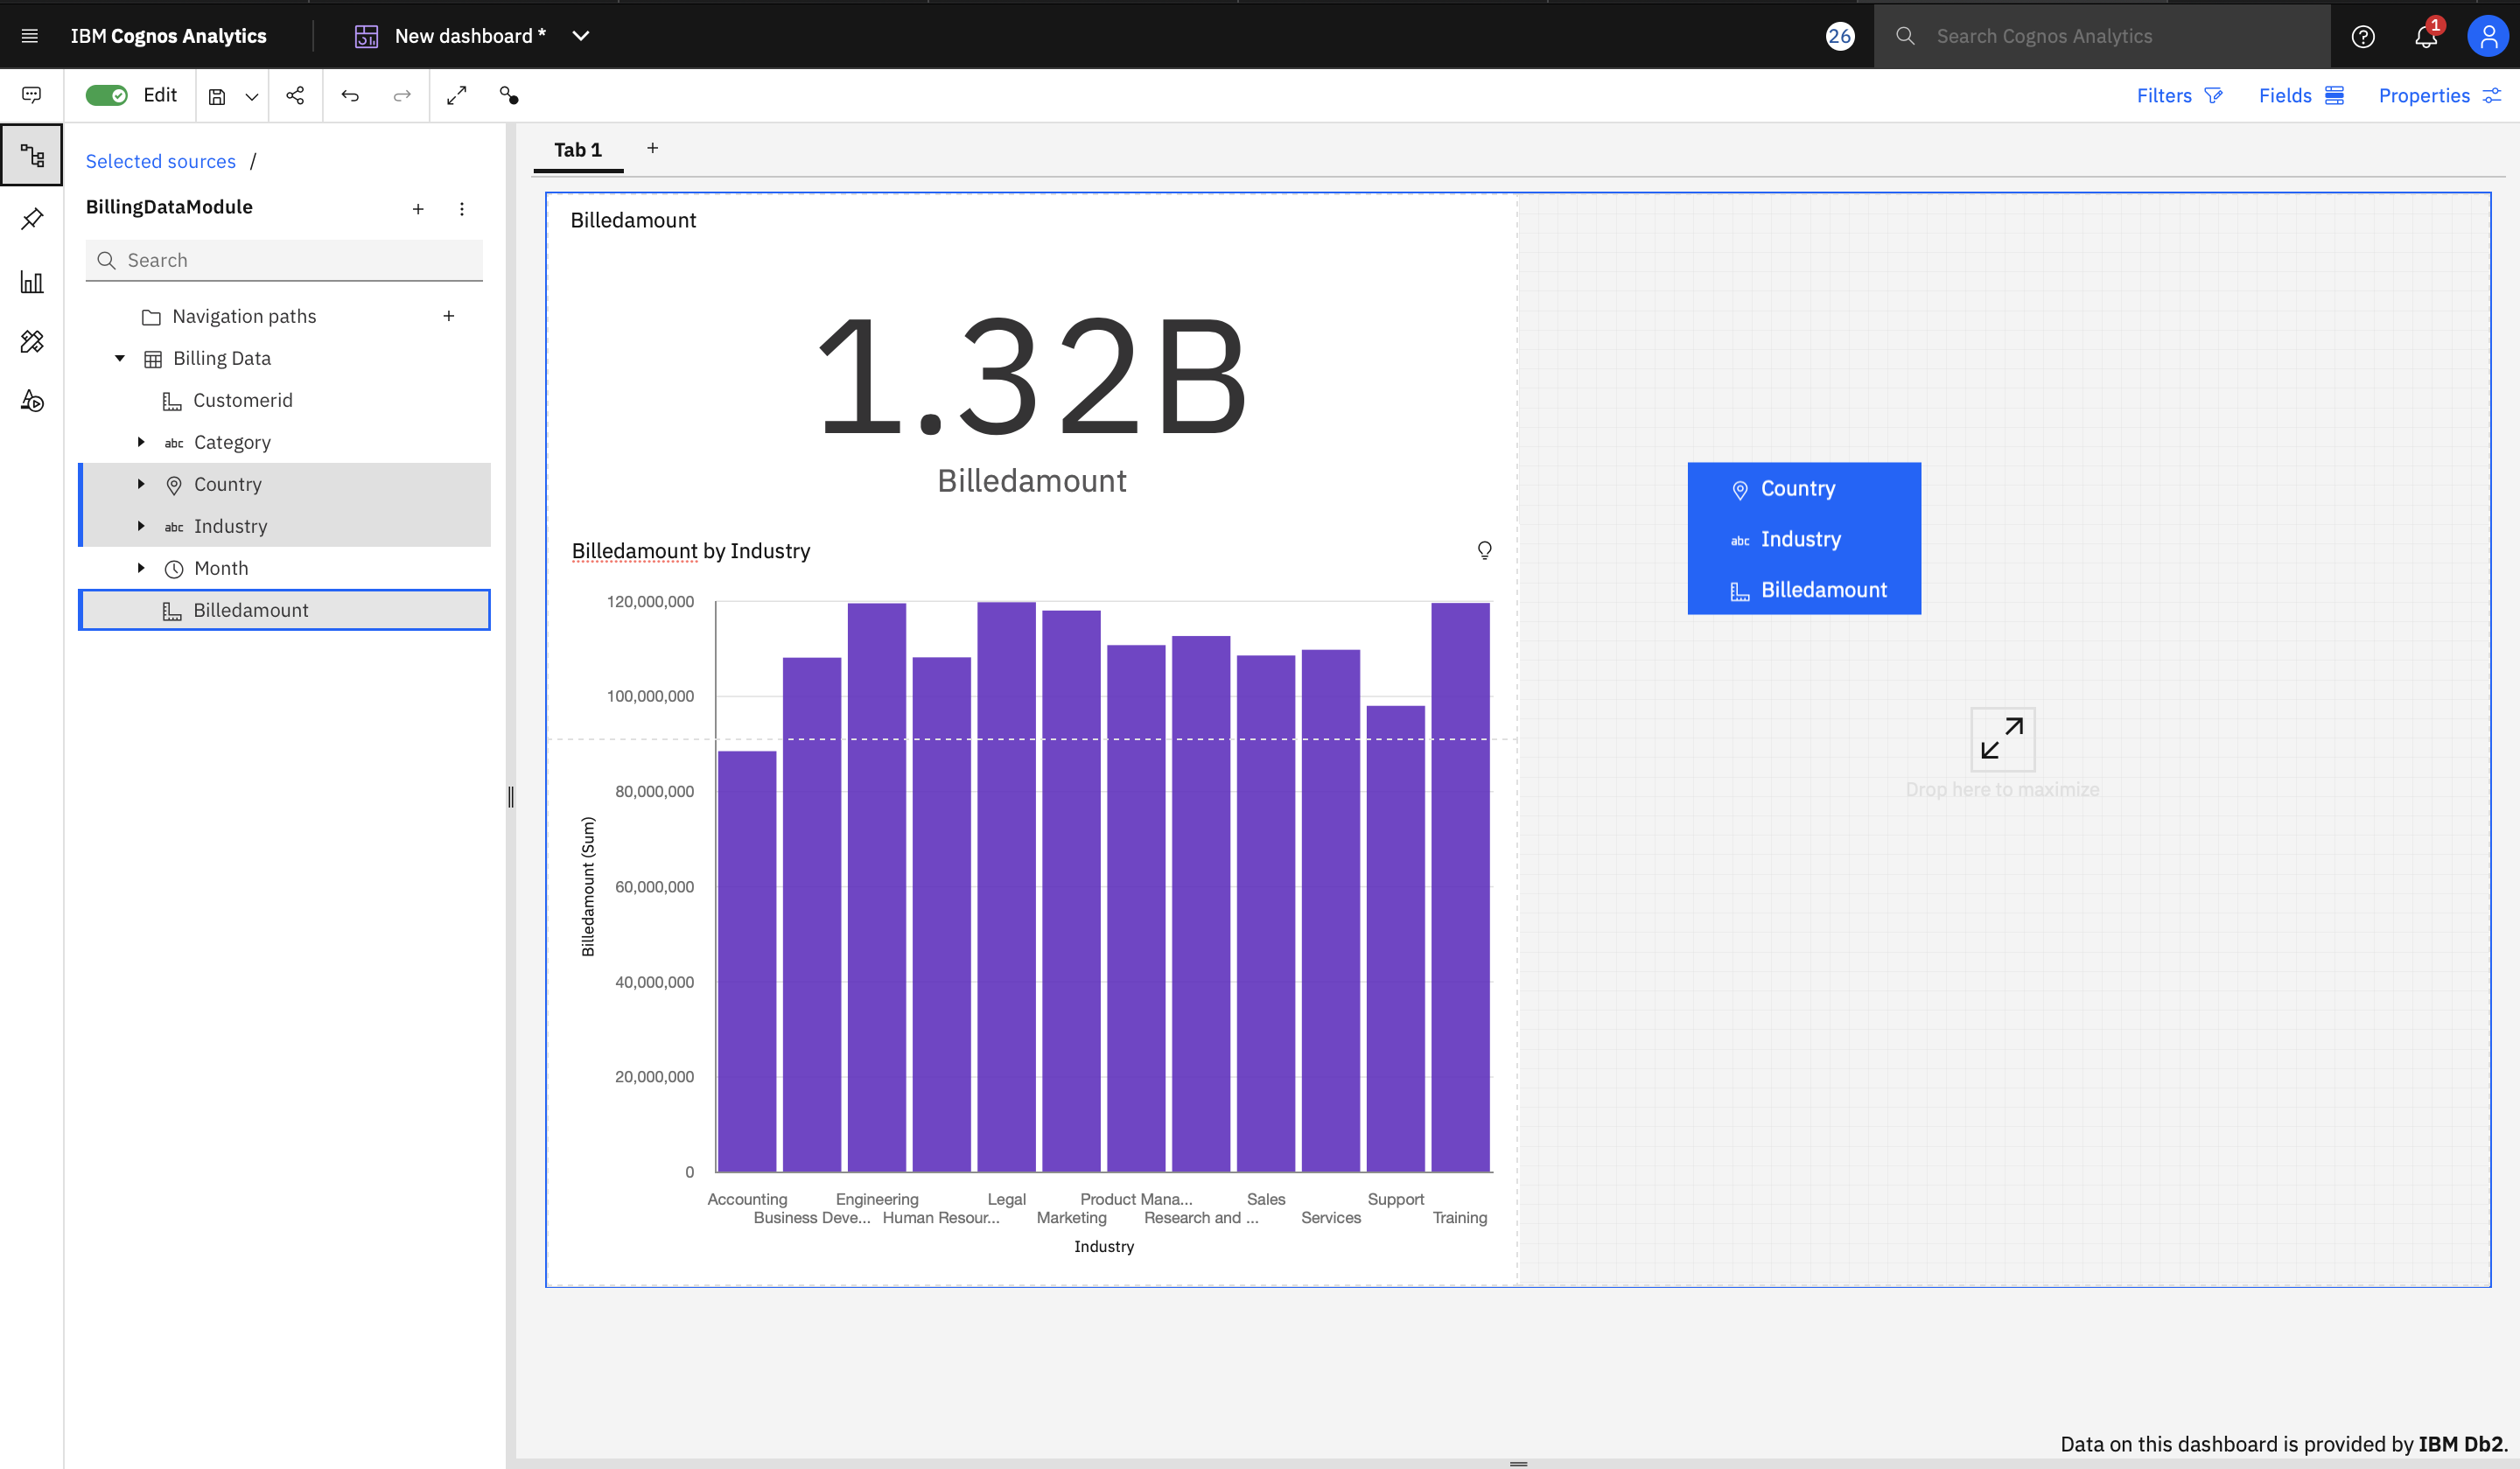 IBM Cognos Analytics
New dashboard *
26
Search Cognos Analytics
1
Edit
Filters
Fields
Properties
Selected sources /
BillingDataModule
Search
Navigation paths
Billing Data
Customerid
abc Category
Country
abc Industry
Month
Billedamount
Tab 1
Billedamount
1.32B
Billedamount
Billedamount by Industry
120,000,000
100,000,000
80,000,000
60,000,000
40,000,000
20,000,000
0
Billedamount (Sum)
Accounting
Business Deve...
Engineering
Human Resour...
Legal
Marketing
Product Mana...
Research and ...
Sales
Services
Support
Training
Industry
Country
abc Industry
Billedamount
Drop here to maximize
Data on this dashboard is provided by IBM Db2.